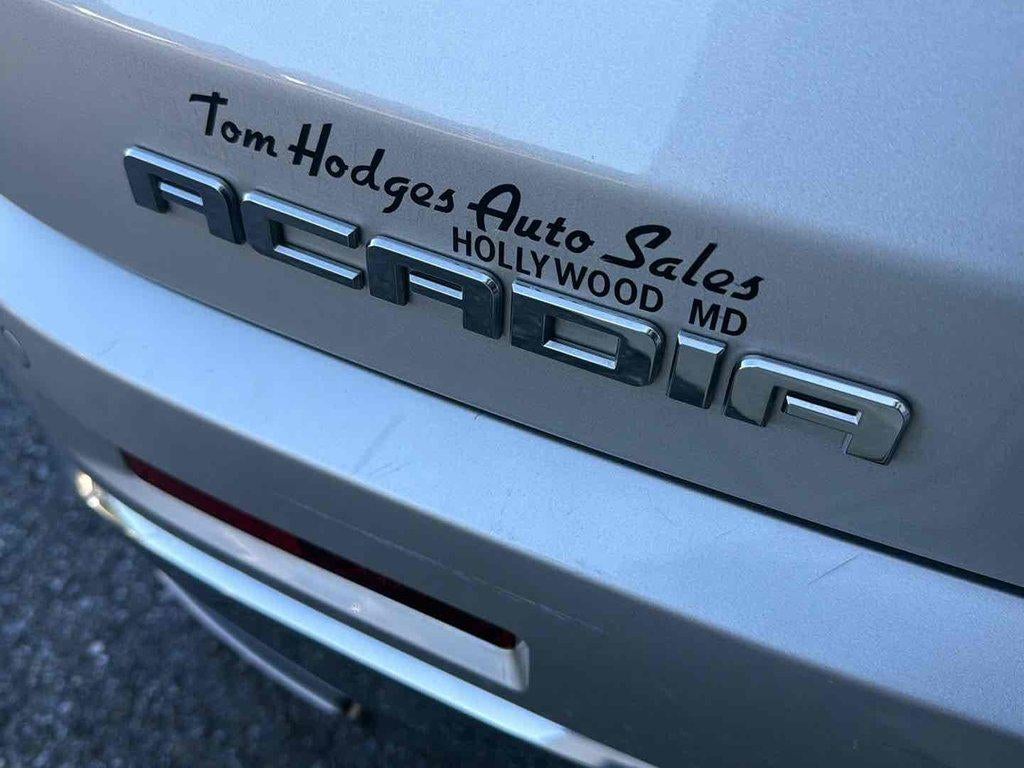 Tom Hodges Auto Sales
HOLLYWOOD MD
ACADIA